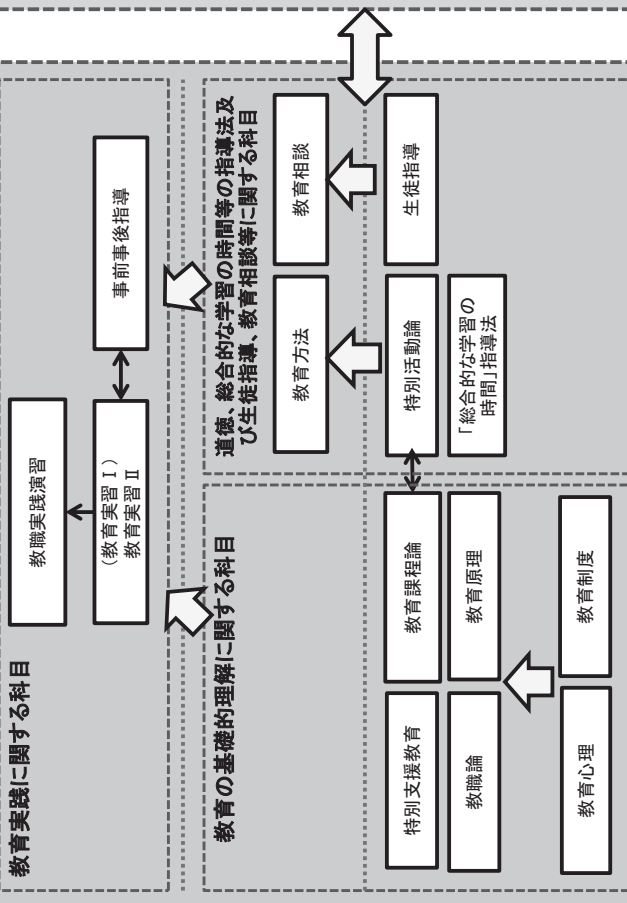 教育実践に関する科目
教職実践演習
（教育実習Ⅰ）
教育実習Ⅱ
事前事後指導
教育の基礎的理解に関する科目
特別支援教育
教育課程論
教職論
教育原理
教育心理
教育制度
道徳、総合的な学習の時間等の指導法及
び生徒指導、教育相談等に関する科目
教育方法
教育相談
特別活動論
生徒指導
「総合的な学習の
時間」指導法